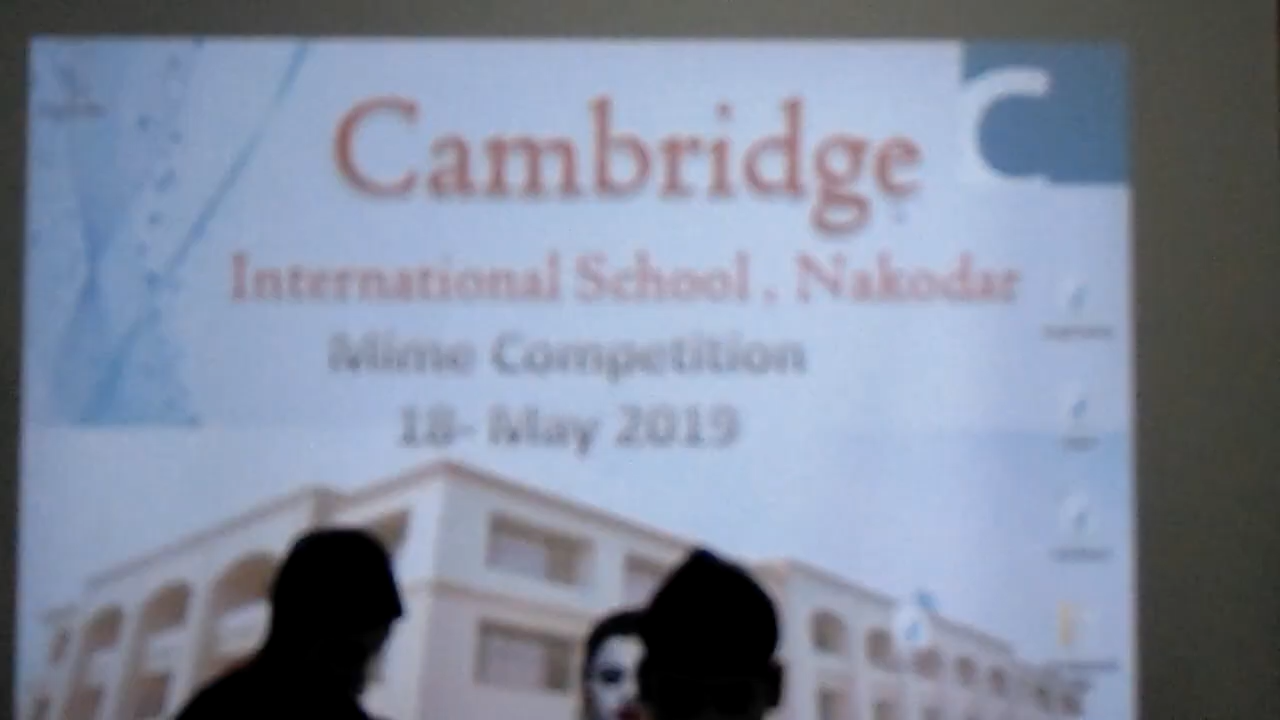 Cambridge
International School , Nakodar
Mime Competition
18- May 2019